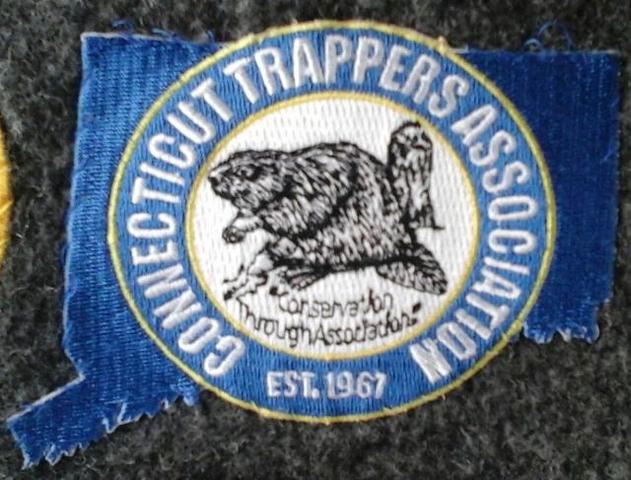 CONNECTICUT TRAPPERS ASSOCIATION
"Conservation
Through Association"
EST. 1967